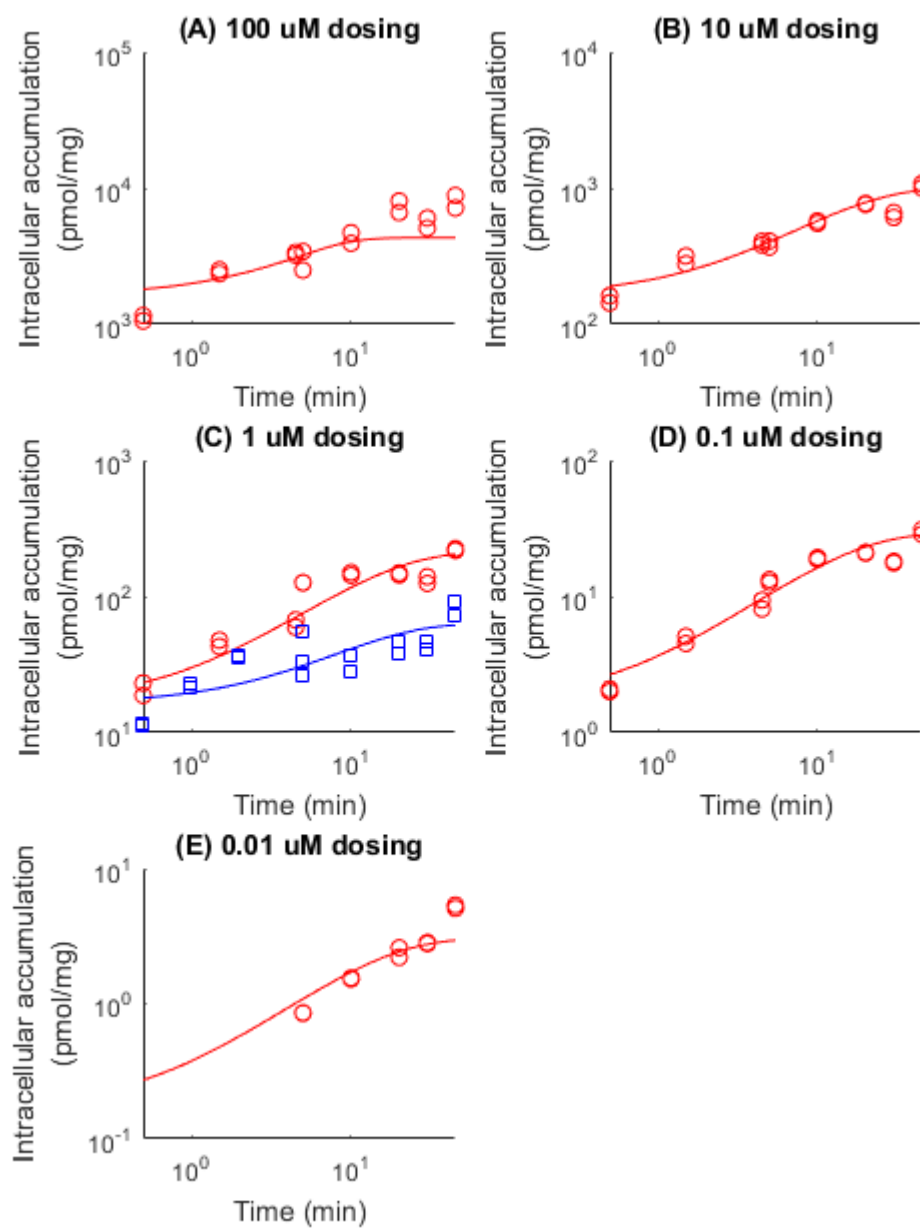 (A) 100 uM dosing
Intracellular accumulation
(pmol/mg)
10^5
10^4
10^3
10^0
10^1
Time (min)
(B) 10 uM dosing
Intracellular accumulation
(pmol/mg)
10^4
10^3
10^2
10^0
10^1
Time (min)
(C) 1 uM dosing
Intracellular accumulation
(pmol/mg)
10^3
10^2
10^1
10^0
10^1
Time (min)
(D) 0.1 uM dosing
Intracellular accumulation
(pmol/mg)
10^2
10^1
10^0
10^0
10^1
Time (min)
(E) 0.01 uM dosing
Intracellular accumulation
(pmol/mg)
10^1
10^0
10^-1
10^0
10^1
Time (min)